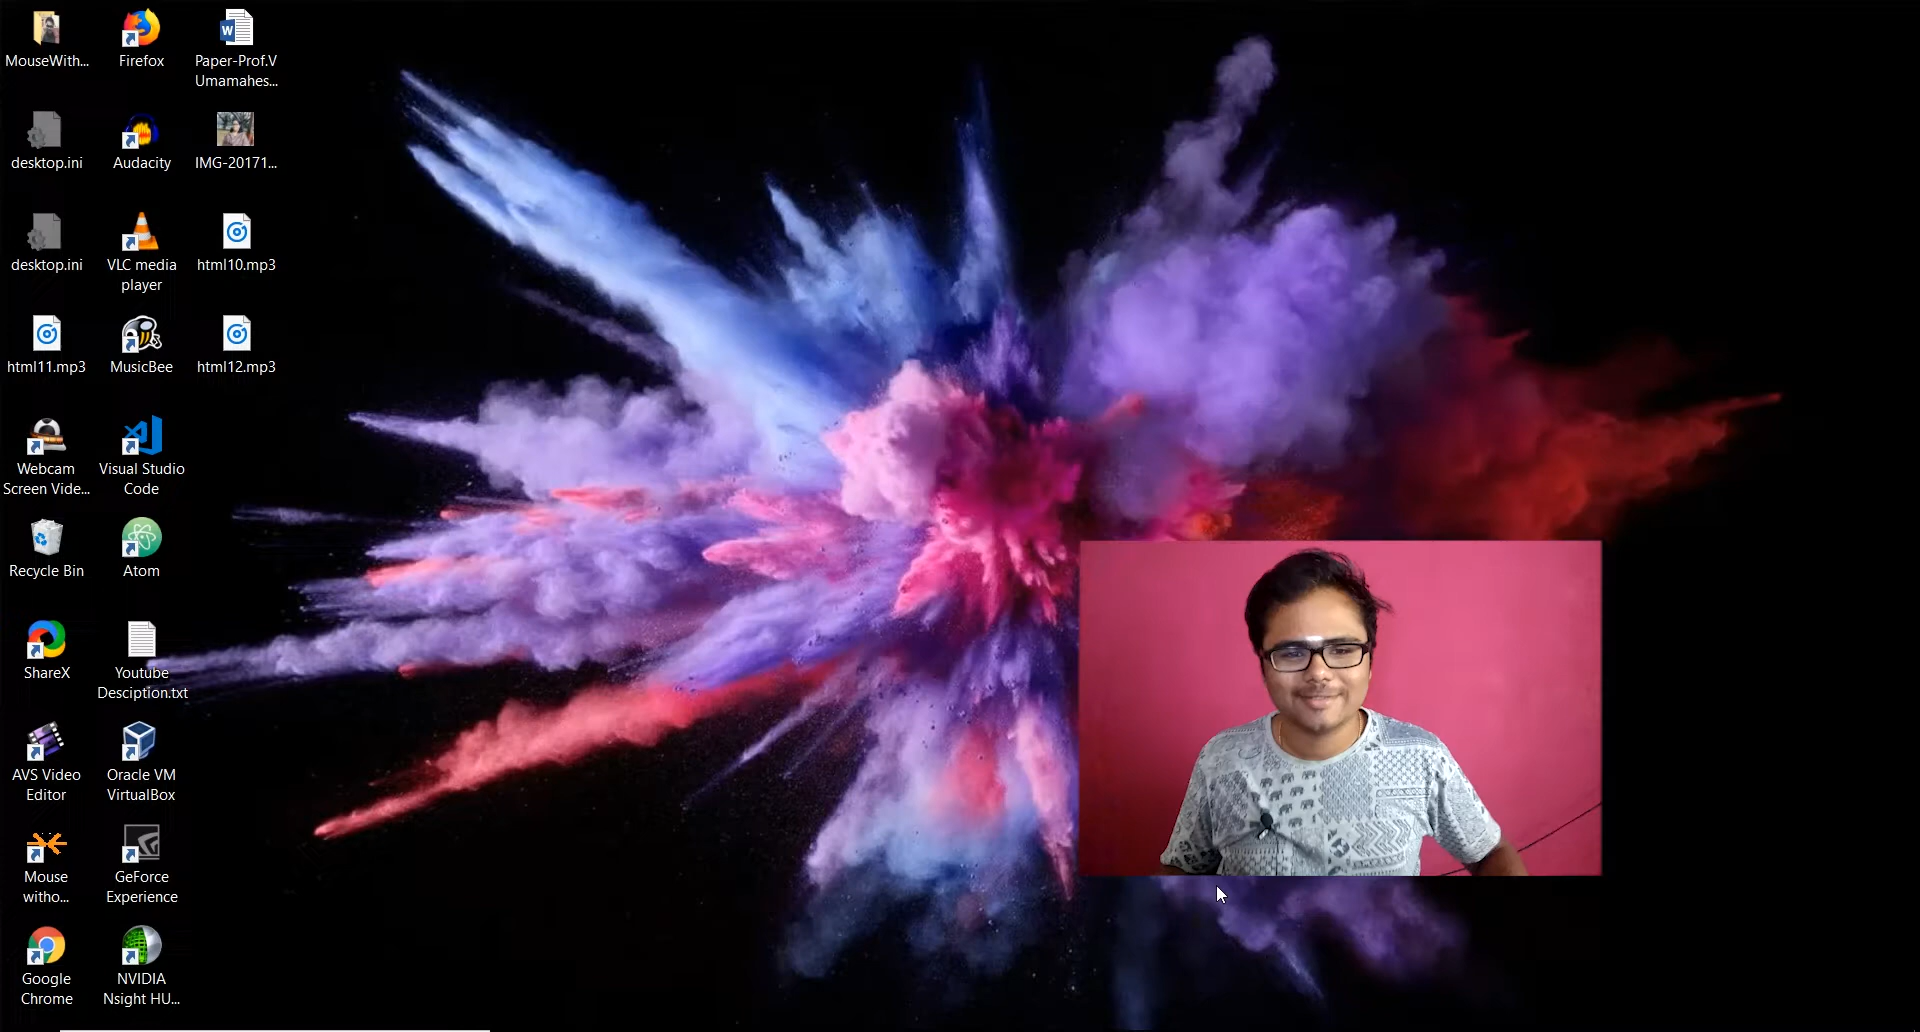 MouseWith...
Firefox
Paper-Prof.V
Umamahes...
desktop.ini
Audacity
IMG-20171...
desktop.ini
VLC media
player
html10.mp3
html11.mp3
MusicBee
html12.mp3
Webcam
Screen Vide...
Visual Studio
Code
Recycle Bin
Atom
ShareX
Youtube
Desciption.txt
AVS Video
Editor
Oracle VM
VirtualBox
Mouse
witho...
GeForce
Experience
Google
Chrome
NVIDIA
Nsight HU...